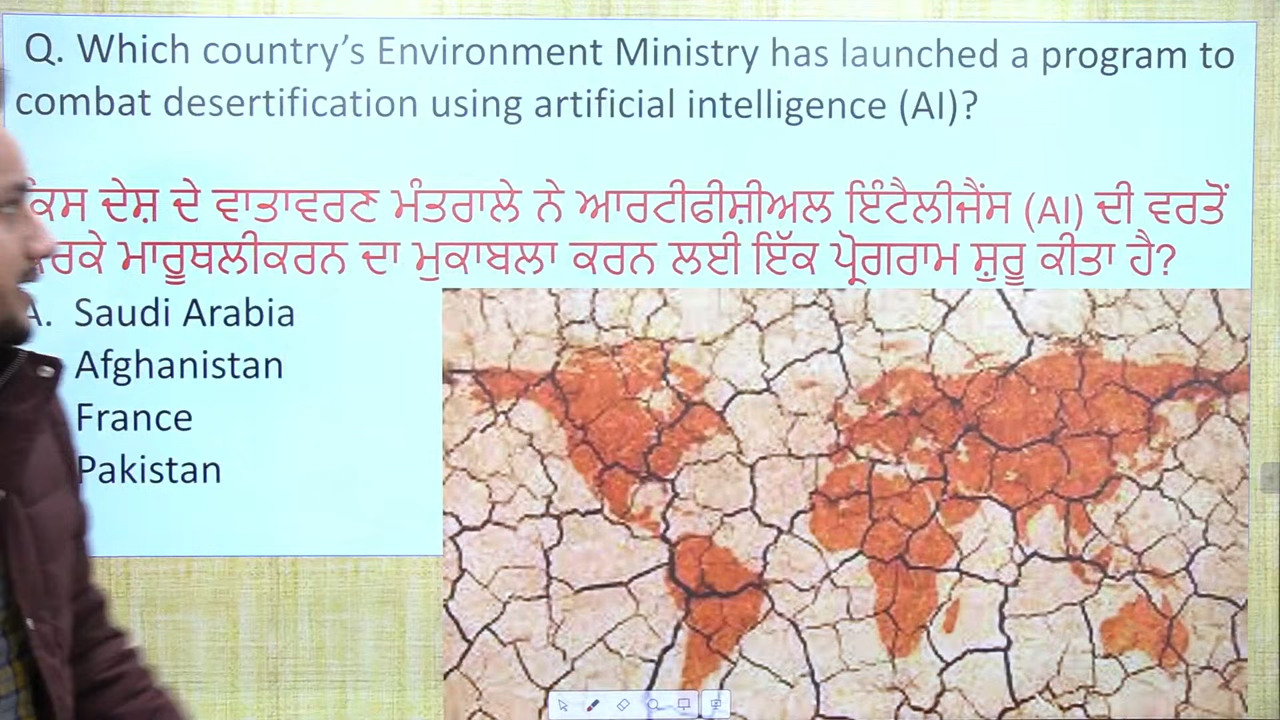 Q. Which country’s Environment Ministry has launched a program to
combat desertification using artificial intelligence (AI)?
ਦੇਸ਼ ਦੇ ਵਾਤਾਵਰਣ ਮੰਤਰਾਲੇ ਨੇ ਆਰਟੀਫੀਸ਼ੀਅਲ ਇੰਟੈਲੀਜੈਂਸ (AI) ਦੀ ਵਰਤੋਂ
ਮਾਰੂਥਲੀਕਰਨ ਦਾ ਮੁਕਾਬਲਾ ਕਰਨ ਲਈ ਇੱਕ ਪ੍ਰੋਗਰਾਮ ਸ਼ੁਰੂ ਕੀਤਾ ਹੈ?
A. Saudi Arabia
Afghanistan
France
Pakistan